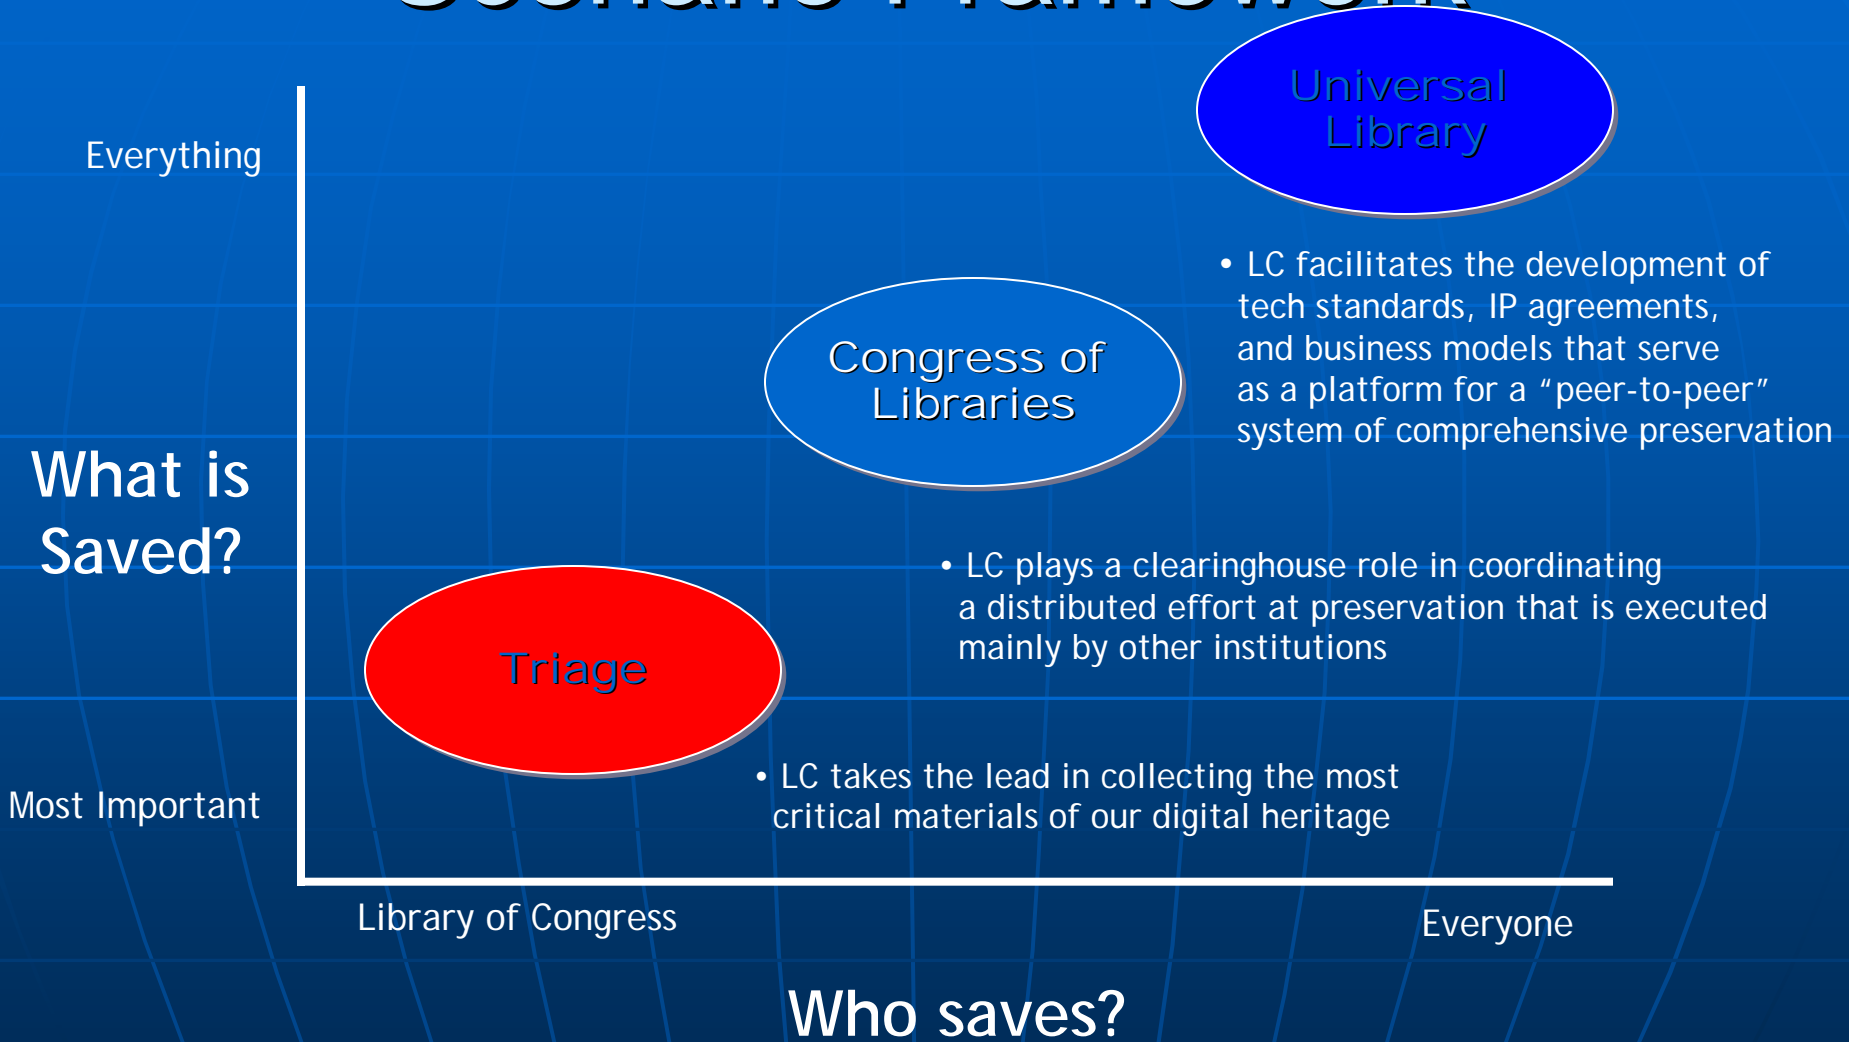 Scenario Framework
Universal
Library
Everything
• LC facilitates the development of
tech standards, IP agreements,
and business models that serve
as a platform for a “peer-to-peer”
system of comprehensive preservation
Congress of
Libraries
What is
Saved?
• LC plays a clearinghouse role in coordinating
a distributed effort at preservation that is executed
mainly by other institutions
Triage
• LC takes the lead in collecting the most
critical materials of our digital heritage
Most Important
Library of Congress
Everyone
Who saves?